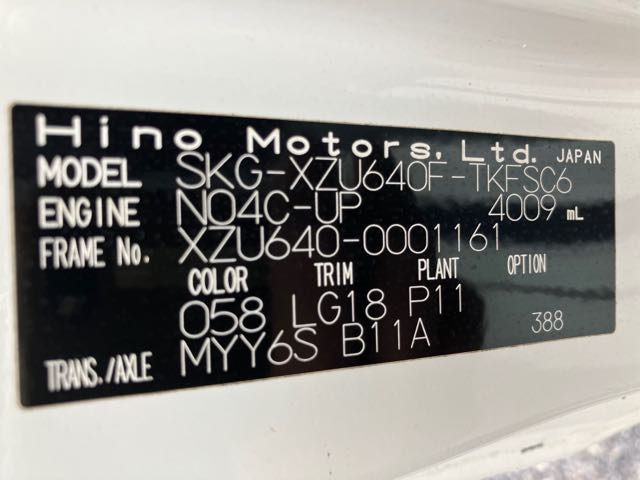 Hino Motors, Ltd. JAPAN
MODEL SKG-XZU640F-TKFSC6
ENGINE N04C-UP 4009 mL
FRAME No. XZU640-0001161
COLOR TRIM PLANT OPTION
058 LG18 P11 388
TRANS./AXLE MYY6S B11A